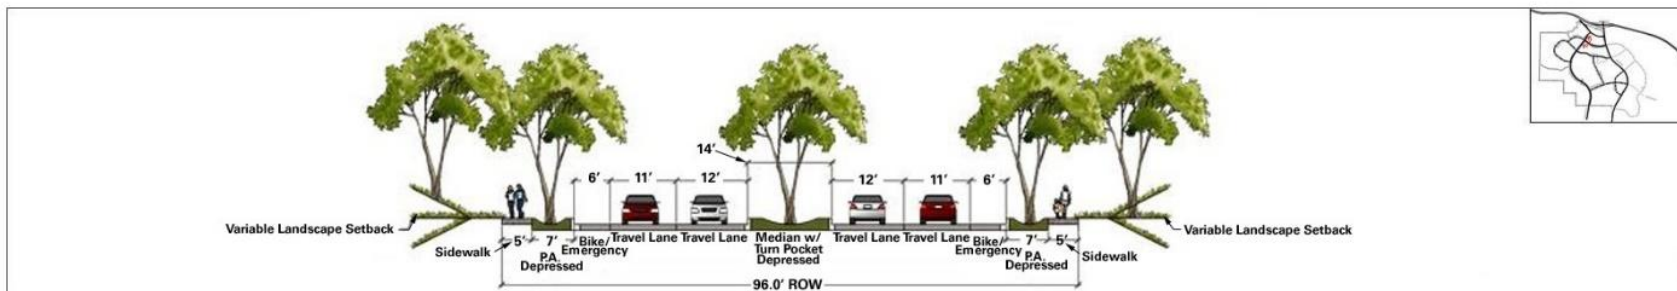 14'
6' 11' 12' 12' 11' 6'
Variable Landscape Setback
Sidewalk
5' 7'
P.A.
Depressed
Bike/
Emergency
Travel Lane
Travel Lane
Median w/
Turn Pocket
Depressed
Travel Lane
Travel Lane
Bike/
Emergency
7' 5'
P.A.
Depressed
Sidewalk
Variable Landscape Setback
96.0' ROW